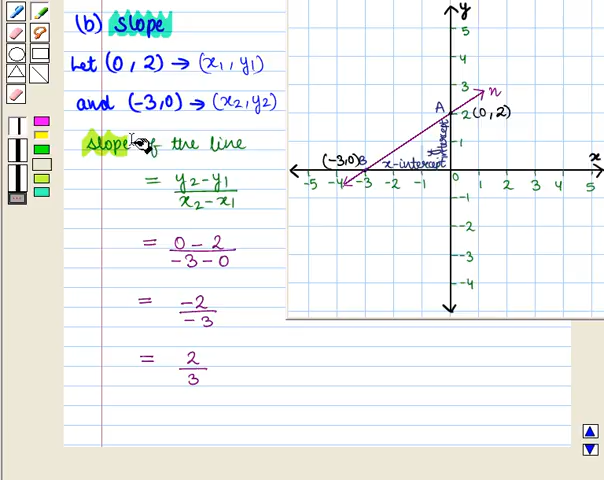 (b) slope
Let (0, 2) → (x₁, y₁)
and (-3,0) → (x₂, y₂)
slope of the line
= y₂ - y₁ / x₂ - x₁
= 0 - 2 / -3 - 0
= -2 / -3
= 2 / 3
y
5
4
3
n
A
2
(0, 2)
1
y-intercept
(-3,0)
B
x-intercept
x
-5 -4 -3 -2 -1 0 1 2 3 4 5
-1
-2
-3
-4